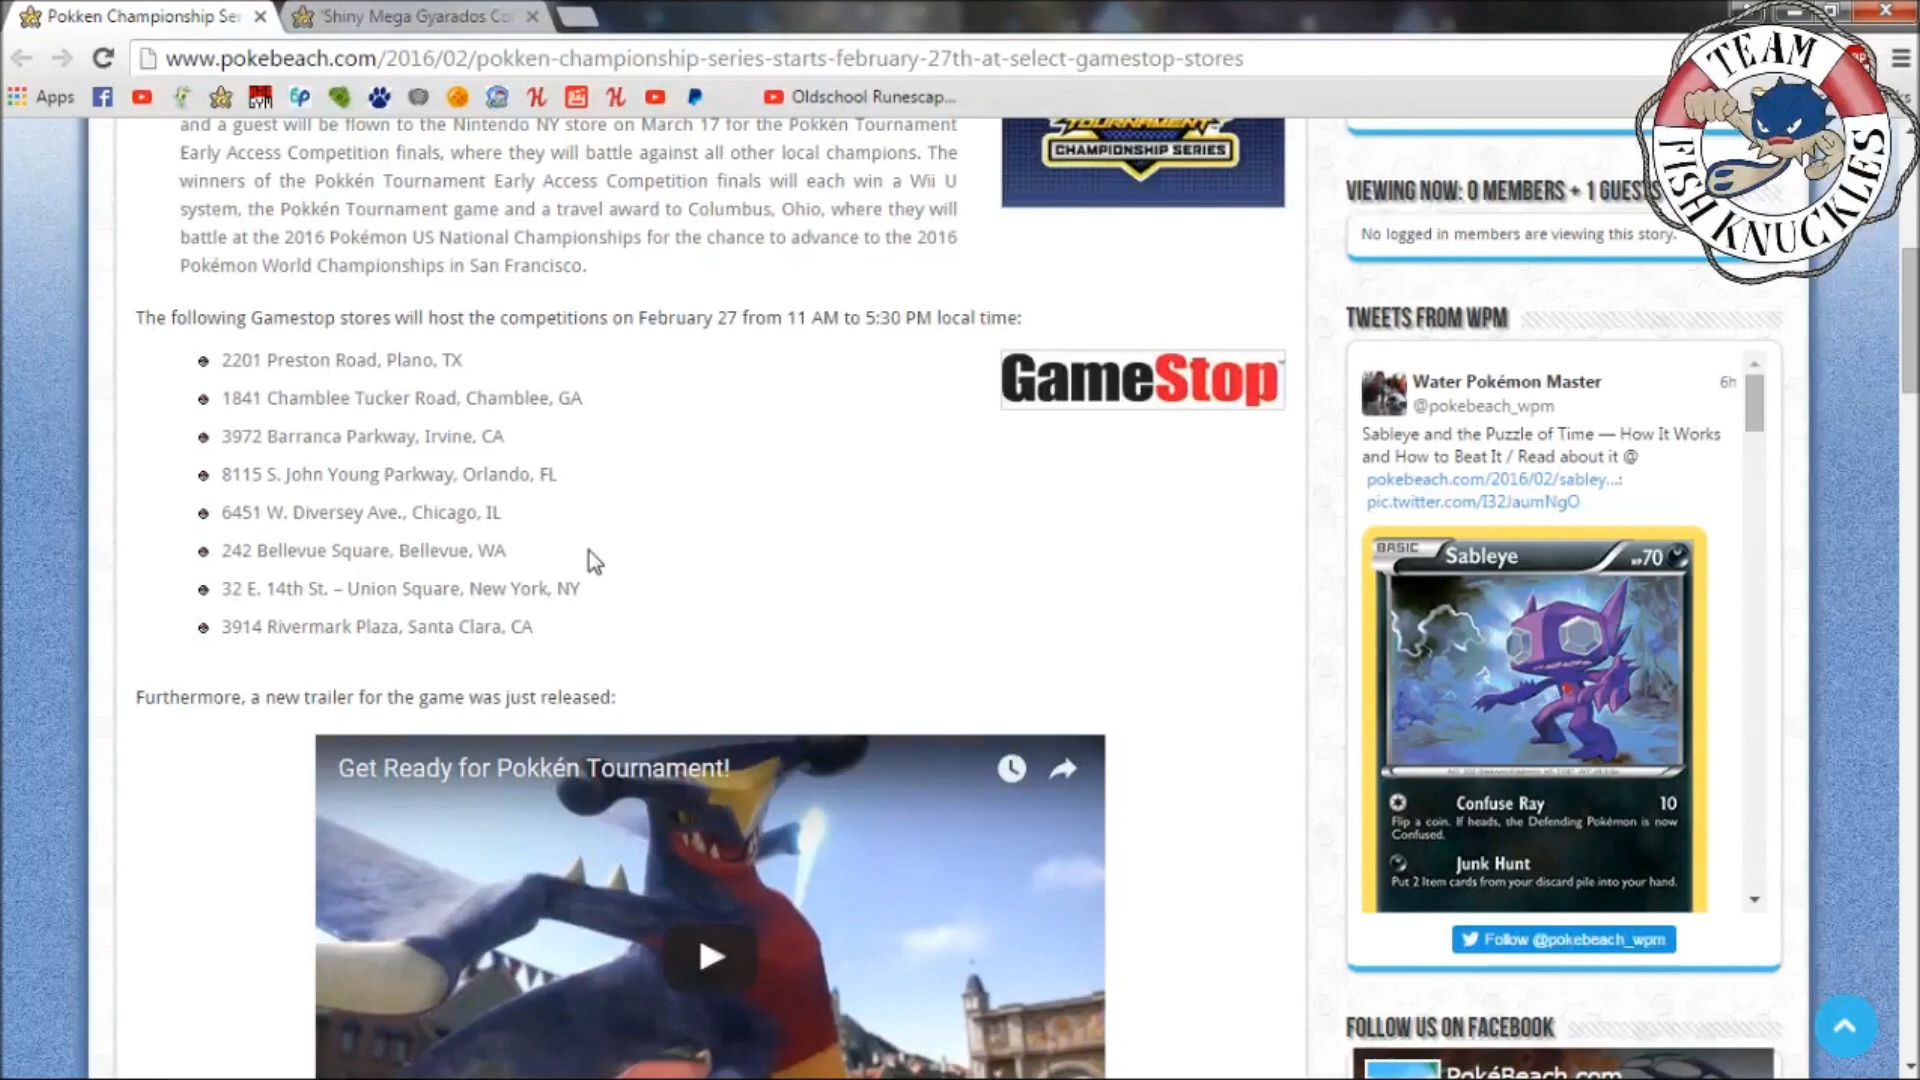 Pokken Championship Ser
"Shiny Mega Gyarados Co
www.pokebeach.com/2016/02/pokken-championship-series-starts-february-27th-at-select-gamestop-stores
Apps
Oldschool Runescap...
and a guest will be flown to the Nintendo NY store on March 17 for the Pokkén Tournament
Early Access Competition finals, where they will battle against all other local champions. The
winners of the Pokkén Tournament Early Access Competition finals will each win a Wii U
system, the Pokkén Tournament game and a travel award to Columbus, Ohio, where they will
battle at the 2016 Pokémon US National Championships for the chance to advance to the 2016
Pokémon World Championships in San Francisco.
TOURNAMENT
CHAMPIONSHIP SERIES
The following Gamestop stores will host the competitions on February 27 from 11 AM to 5:30 PM local time:
2201 Preston Road, Plano, TX
1841 Chamblee Tucker Road, Chamblee, GA
3972 Barranca Parkway, Irvine, CA
8115 S. John Young Parkway, Orlando, FL
6451 W. Diversey Ave., Chicago, IL
242 Bellevue Square, Bellevue, WA
32 E. 14th St. – Union Square, New York, NY
3914 Rivermark Plaza, Santa Clara, CA
GameStop
Furthermore, a new trailer for the game was just released:
Get Ready for Pokkén Tournament!
TEAM
FISH KNUCKLES
VIEWING NOW: 0 MEMBERS + 1 GUESTS
No logged in members are viewing this story.
TWEETS FROM WPM
Water Pokémon Master
6h
@pokebeach_wpm
Sableye and the Puzzle of Time — How It Works
and How to Beat It / Read about it @
pokebeach.com/2016/02/sabley...:
pic.twitter.com/I32JaumNgO
BASIC
Sableye
HP70
Confuse Ray 10
Flip a coin. If heads, the Defending Pokémon is now
Confused.
Junk Hunt
Put 2 Item cards from your discard pile into your hand.
Follow @pokebeach_wpm
FOLLOW US ON FACEBOOK
PokéBeach.com